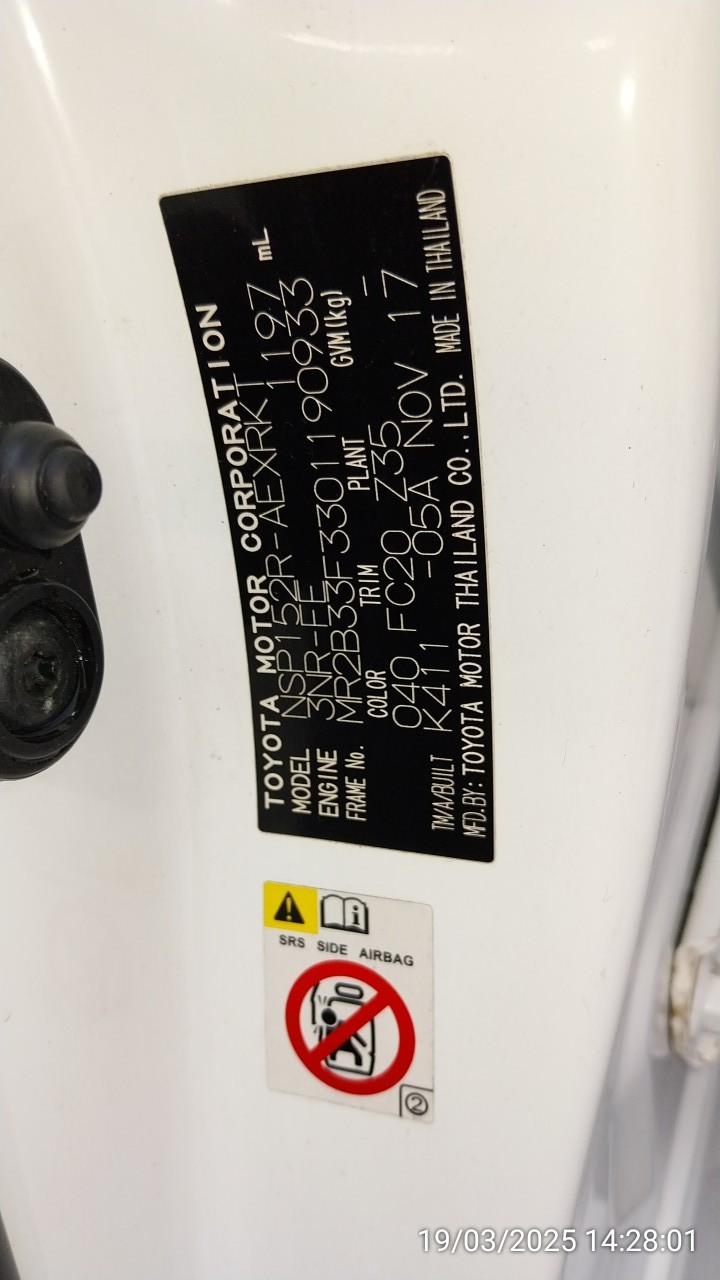 TOYOTA MOTOR CORPORATION
MODEL NSP152R-AEXRKT 1197 mL
ENGINE 3NR-FE
FRAME No. MR2B33F3301190933
COLOR TRIM PLANT GVM(kg)
040 FC20 Z35 -
TM/A/BUILT K411 -05A NOV 17
MFD.BY: TOYOTA MOTOR THAILAND CO.,LTD. MADE IN THAILAND
SRS SIDE AIRBAG
2
19/03/2025 14:28:01